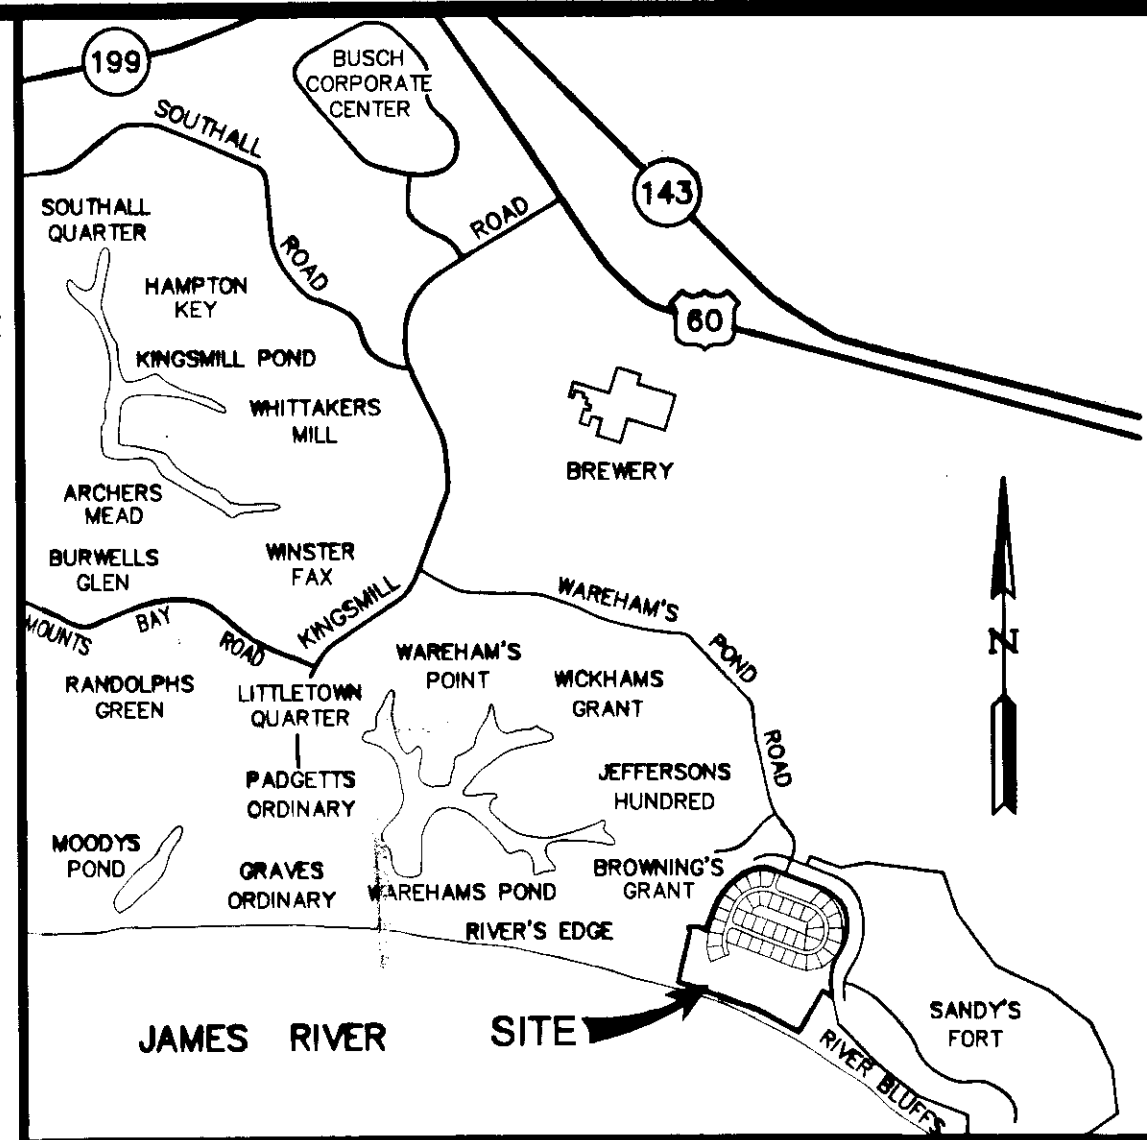 199
BUSCH
CORPORATE
CENTER
SOUTHALL
ROAD
143
SOUTHALL
QUARTER
ROAD
HAMPTON
KEY
60
KINGSMILL POND
WHITTAKERS
MILL
BREWERY
ARCHERS
MEAD
BURWELLS
GLEN
WINSTER
FAX
KINGSMILL
WAREHAM'S
POND
ROAD
MOUNTS
BAY
ROAD
N
WAREHAM'S
POINT
RANDOLPHS
GREEN
LITTLETOWN
QUARTER
WICKHAMS
GRANT
PADGETTS
ORDINARY
JEFFERSONS
HUNDRED
MOODYS
POND
GRAVES
ORDINARY
WAREHAMS POND
BROWNING'S
GRANT
RIVER'S EDGE
JAMES RIVER
SITE
SANDY'S
FORT
RIVER BLUFFS